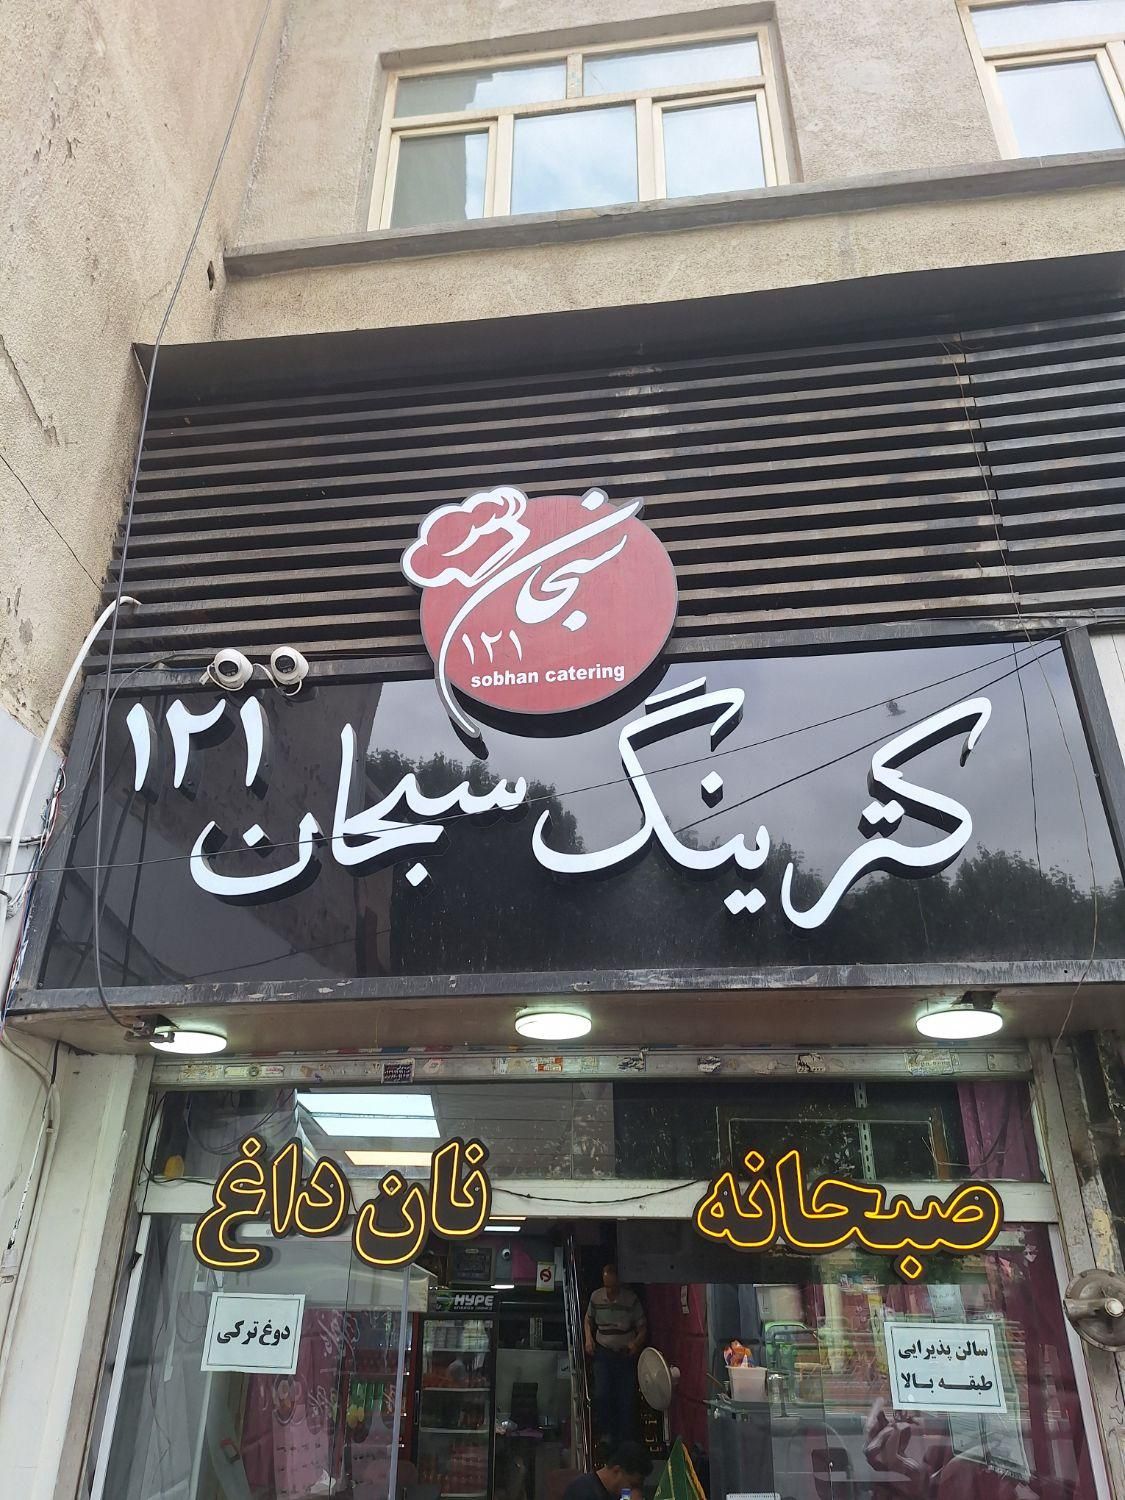 سبحان
۱۲۱
sobhan catering
کترینگ سبحان ۱۲۱
صبحانه
نان داغ
HYPE
دوغ ترکی
سالن پذیرایی
طبقه بالا